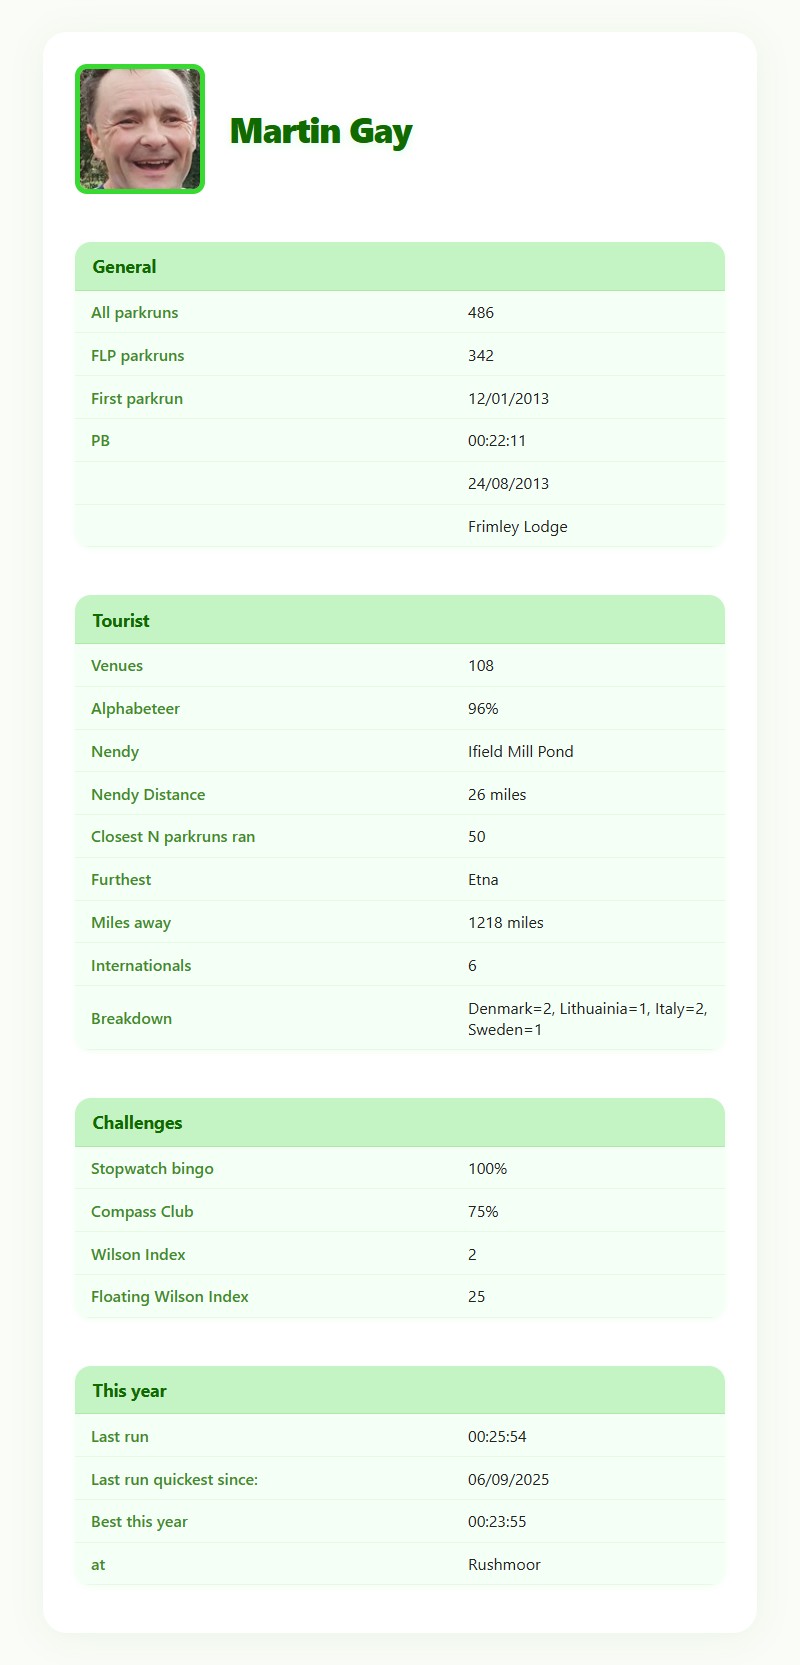 Martin Gay
General
All parkruns 486
FLP parkruns 342
First parkrun 12/01/2013
PB 00:22:11
24/08/2013
Frimley Lodge
Tourist
Venues 108
Alphabeteer 96%
Nendy Ifield Mill Pond
Nendy Distance 26 miles
Closest N parkruns ran 50
Furthest Etna
Miles away 1218 miles
Internationals 6
Breakdown Denmark=2, Lithuainia=1, Italy=2,
Sweden=1
Challenges
Stopwatch bingo 100%
Compass Club 75%
Wilson Index 2
Floating Wilson Index 25
This year
Last run 00:25:54
Last run quickest since: 06/09/2025
Best this year 00:23:55
at Rushmoor